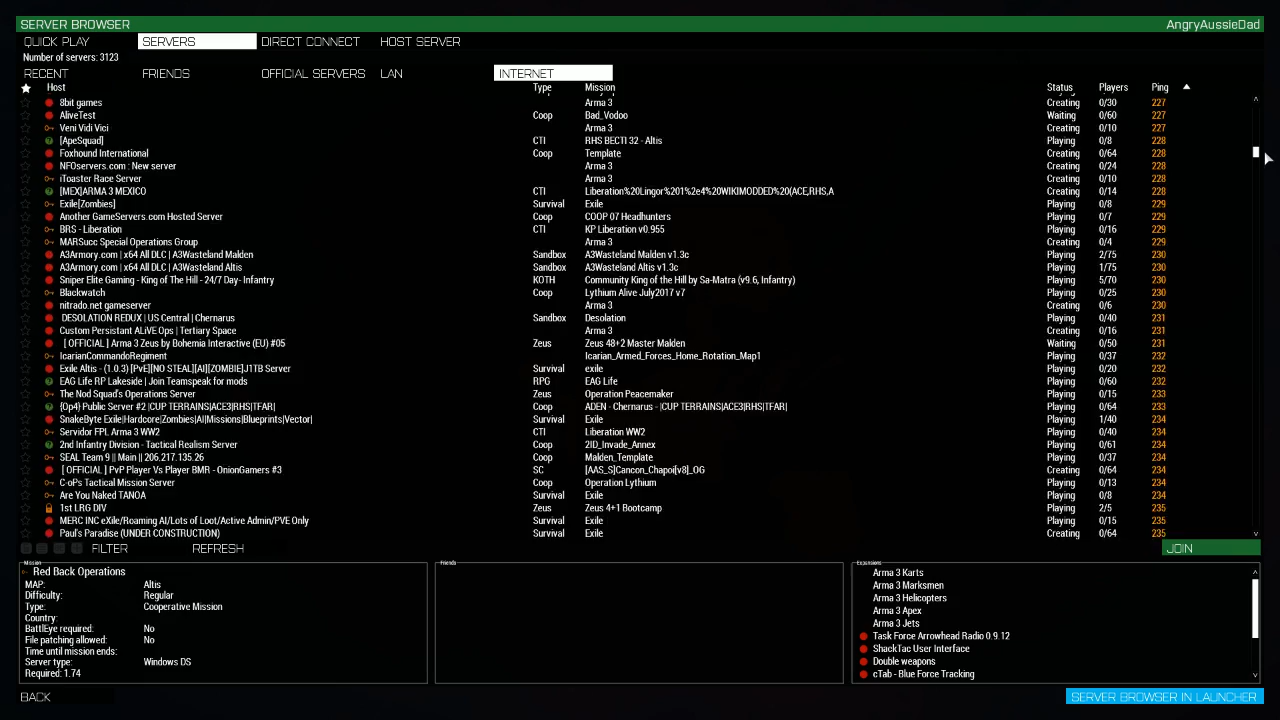 SERVER BROWSER AngryAussieDad
QUICK PLAY SERVERS DIRECT CONNECT HOST SERVER
Number of servers: 3123
RECENT FRIENDS OFFICIAL SERVERS LAN INTERNET
Host Type Mission Status Players Ping
8bit games Arma 3 Creating 0/30 227
AliveTest Coop Bad_Vodoo Waiting 0/60 227
Veni Vidi Vici Arma 3 Creating 0/10 227
[ApeSquad] CTI RHS BECTI 32 - Altis Playing 0/8 228
Foxhound International Coop Template Creating 0/64 228
NFOservers.com : New server Arma 3 Creating 0/24 228
iToaster Race Server Arma 3 Creating 0/10 228
[MEX]ARMA 3 MEXICO CTI Liberation%20Lingor%201%2e4%20WIKIMODDED%20(ACE,RHS,A Creating 0/14 228
Exile[Zombies] Survival Exile Playing 0/8 229
Another GameServers.com Hosted Server Coop COOP 07 Headhunters Playing 0/7 229
BRS - Liberation CTI KP Liberation v0.955 Playing 0/16 229
MARSucc Special Operations Group Arma 3 Creating 0/4 229
A3Armory.com | x64 All DLC | A3Wasteland Malden Sandbox A3Wasteland Malden v1.3c Playing 2/75 230
A3Armory.com | x64 All DLC | A3Wasteland Altis Sandbox A3Wasteland Altis v1.3c Playing 1/75 230
Sniper Elite Gaming - King of The Hill - 24/7 Day- Infantry KOTH Community King of the Hill by Sa-Matra (v9.6, Infantry) Playing 5/70 230
Blackwatch Coop Lythium Alive July2017 v7 Playing 0/25 230
nitrado.net gameserver Arma 3 Creating 0/6 230
DESOLATION REDUX | US Central | Chernarus Sandbox Desolation Playing 0/40 231
Custom Persistant ALiVE Ops | Tertiary Space Arma 3 Creating 0/16 231
[ OFFICIAL ] Arma 3 Zeus by Bohemia Interactive (EU) #05 Zeus Zeus 48+2 Master Malden Waiting 0/50 231
IcarianCommandoRegiment Icarian_Armed_Forces_Home_Rotation_Map1 Playing 0/37 232
Exile Altis - (1.0.3) [PvE][NO STEAL][AI][ZOMBIE]J1TB Server Survival exile Playing 0/20 232
EAG Life RP Lakeside | Join Teamspeak for mods RPG EAG Life Playing 0/60 232
The Nod Squad's Operations Server Zeus Operation Peacemaker Playing 0/15 233
{Op4} Public Server #2 |CUP TERRAINS|ACE3|RHS|TFAR| Coop ADEN - Chernarus - |CUP TERRAINS|ACE3|RHS|TFAR| Playing 0/64 233
SnakeByte Exile|Hardcore|Zombies|AI|Missions|Blueprints|Vector| Survival Exile Playing 1/40 234
Servidor FPL Arma 3 WW2 CTI Liberation WW2 Playing 0/40 234
2nd Infantry Division - Tactical Realism Server Coop 2ID_Invade_Annex Playing 0/61 234
SEAL Team 9 || Main || 206.217.135.26 Coop Malden_Template Playing 0/37 234
[ OFFICIAL ] PvP Player Vs Player BMR - OnionGamers #3 SC [AAS_S]Cancon_Chapoi[v8]_OG Creating 0/64 234
C-oPs Tactical Mission Server Coop Operation Lythium Playing 0/13 234
Are You Naked TANOA Survival Exile Playing 0/8 234
1st LRG DIV Zeus Zeus 4+1 Bootcamp Playing 2/5 235
MERC INC eXile/Roaming AI/Lots of Loot/Active Admin/PVE Only Survival Exile Playing 0/15 235
Paul's Paradise (UNDER CONSTRUCTION) Survival Exile Creating 0/64 235
FILTER REFRESH JOIN
Mission Friends Expansions
Red Back Operations
MAP: Altis
Difficulty: Regular
Type: Cooperative Mission
Country:
BattlEye required: No
File patching allowed: No
Time until mission ends:
Server type: Windows DS
Required: 1.74
Arma 3 Karts
Arma 3 Marksmen
Arma 3 Helicopters
Arma 3 Apex
Arma 3 Jets
Task Force Arrowhead Radio 0.9.12
ShackTac User Interface
Double weapons
cTab - Blue Force Tracking
BACK SERVER BROWSER IN LAUNCHER